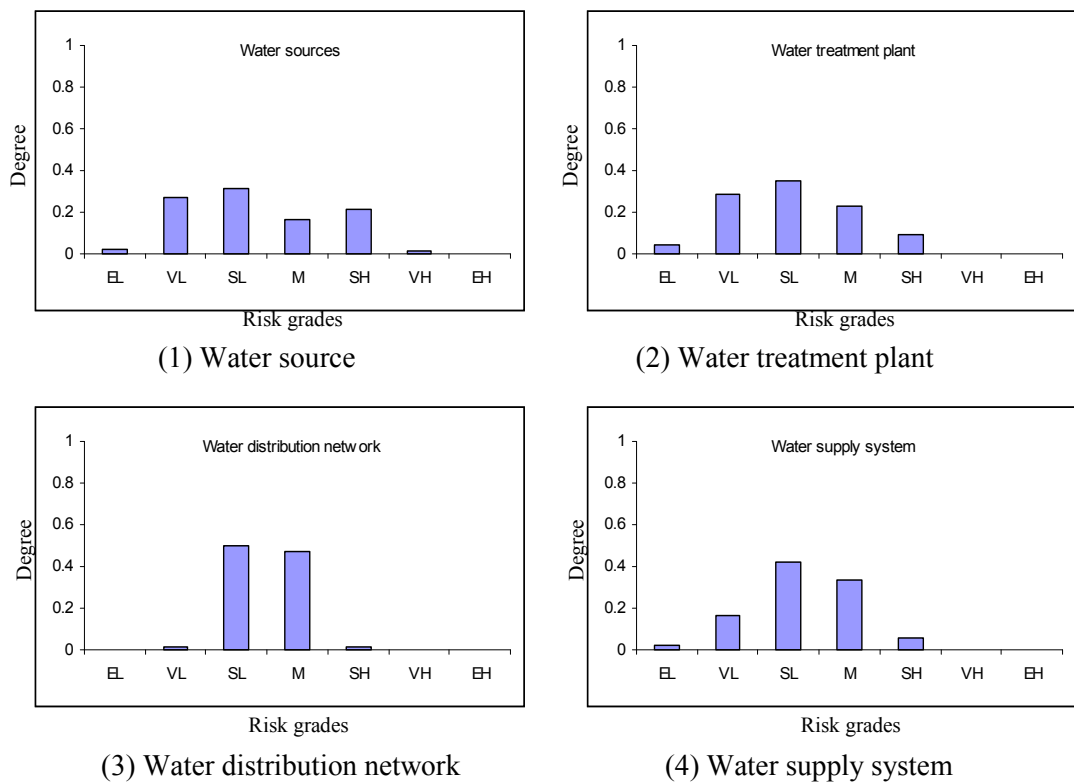 Water sources
Degree
1
0.8
0.6
0.4
0.2
0
EL VL SL M SH VH EH
Risk grades
(1) Water source
Water treatment plant
Degree
1
0.8
0.6
0.4
0.2
0
EL VL SL M SH VH EH
Risk grades
(2) Water treatment plant
Water distribution network
Degree
1
0.8
0.6
0.4
0.2
0
EL VL SL M SH VH EH
Risk grades
(3) Water distribution network
Water supply system
Degree
1
0.8
0.6
0.4
0.2
0
EL VL SL M SH VH EH
Risk grades
(4) Water supply system